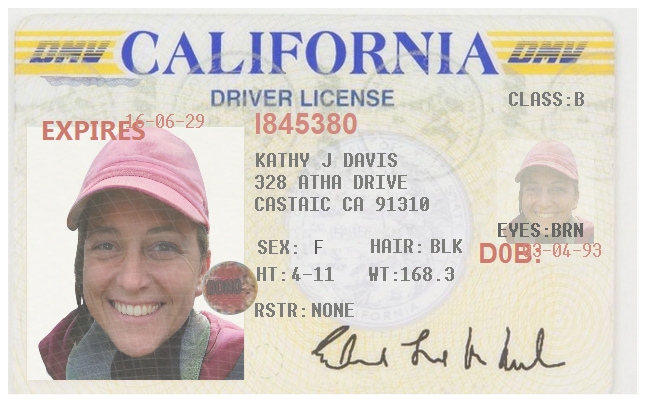 DMV CALIFORNIA DMV
DRIVER LICENSE
CLASS:B
EXPIRES 16-06-29
I845380
KATHY J DAVIS
328 ATHA DRIVE
CASTAIC CA 91310
EYES:BRN
SEX: F HAIR: BLK
DOB: 03-04-93
HT:4-11 WT:168.3
RSTR:NONE